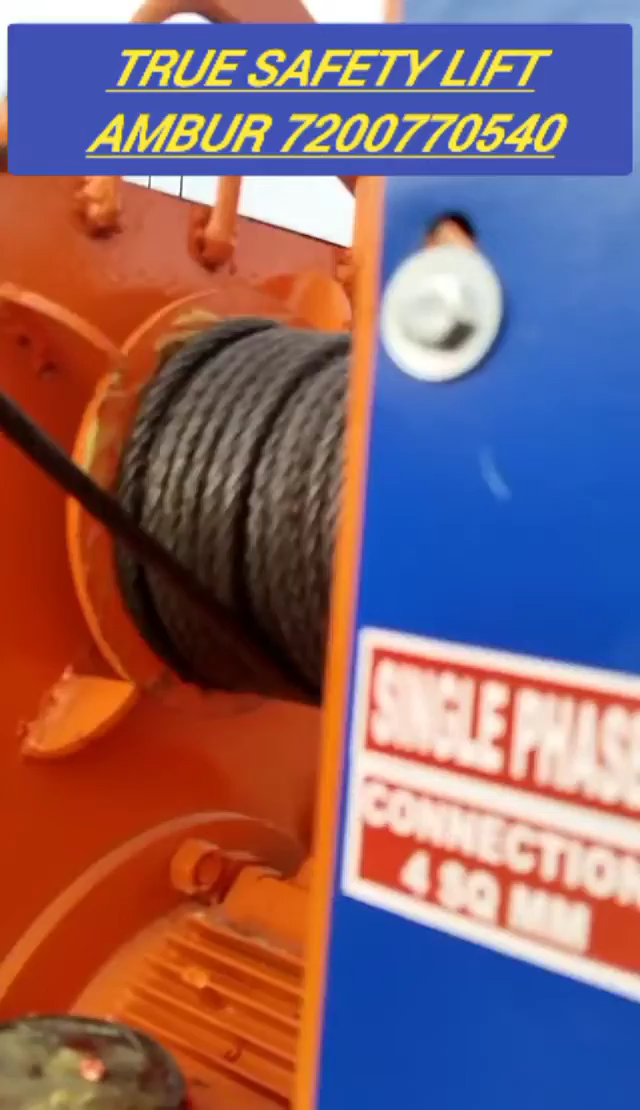 TRUE SAFETY LIFT
AMBUR 7200770540
SINGLE PHASE
CONNECTION
4 SQ MM